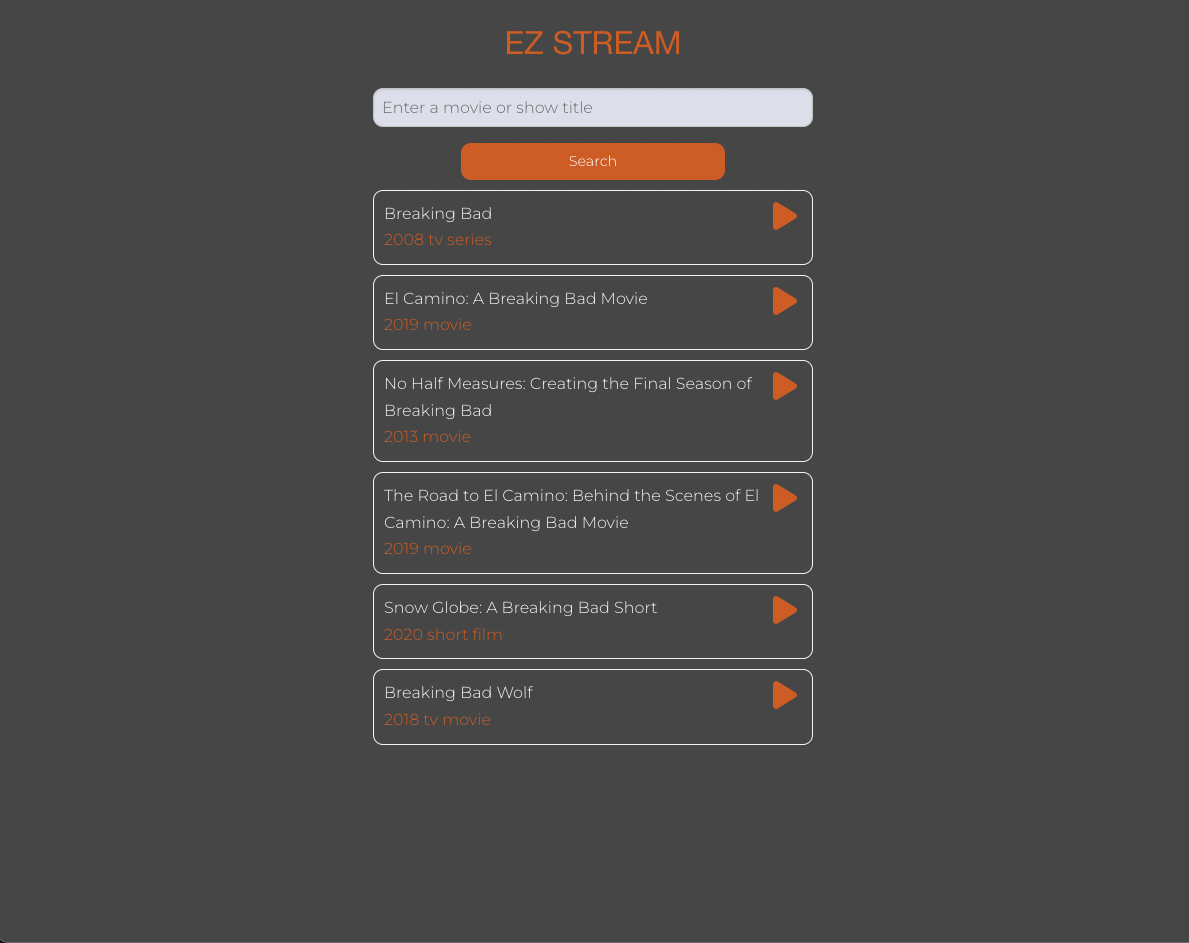 EZ STREAM
Enter a movie or show title
Search
Breaking Bad
2008 tv series
El Camino: A Breaking Bad Movie
2019 movie
No Half Measures: Creating the Final Season of
Breaking Bad
2013 movie
The Road to El Camino: Behind the Scenes of El
Camino: A Breaking Bad Movie
2019 movie
Snow Globe: A Breaking Bad Short
2020 short film
Breaking Bad Wolf
2018 tv movie